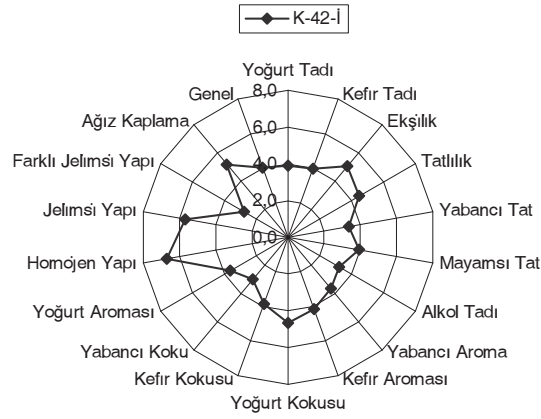 K-42-İ
Yoğurt Tadı
8,0
Genel
Kefir Tadı
6,0
Ağız Kaplama
Ekşilik
Farklı Jelimsi Yapı
4,0
Tatlılık
2,0
Jelimsi Yapı
Yabancı Tat
0,0
Homojen Yapı
Mayamsı Tat
Yoğurt Aroması
Alkol Tadı
Yabancı Koku
Yabancı Aroma
Kefir Kokusu
Kefir Aroması
Yoğurt Kokusu